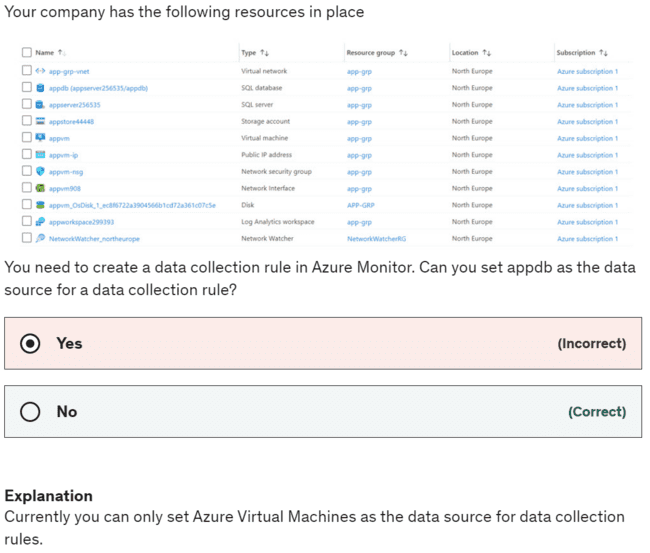 Your company has the following resources in place
Name ↑↓ Type ↑↓ Resource group ↑↓ Location ↑↓ Subscription ↑↓
app-grp-vnet Virtual network app-grp North Europe Azure subscription 1
appdb (appserver256535/appdb) SQL database app-grp North Europe Azure subscription 1
appserver256535 SQL server app-grp North Europe Azure subscription 1
appstore44448 Storage account app-grp North Europe Azure subscription 1
appvm Virtual machine app-grp North Europe Azure subscription 1
appvm-ip Public IP address app-grp North Europe Azure subscription 1
appvm-nsg Network security group app-grp North Europe Azure subscription 1
appvm908 Network Interface app-grp North Europe Azure subscription 1
appvm_OsDisk_1_ec8f6722a3904566b1cd72a361c07c5e Disk APP-GRP North Europe Azure subscription 1
appworkspace299393 Log Analytics workspace app-grp North Europe Azure subscription 1
NetworkWatcher_northeurope Network Watcher NetworkWatcherRG North Europe Azure subscription 1
You need to create a data collection rule in Azure Monitor. Can you set appdb as the data
source for a data collection rule?
Yes (Incorrect)
No (Correct)
Explanation
Currently you can only set Azure Virtual Machines as the data source for data collection
rules.